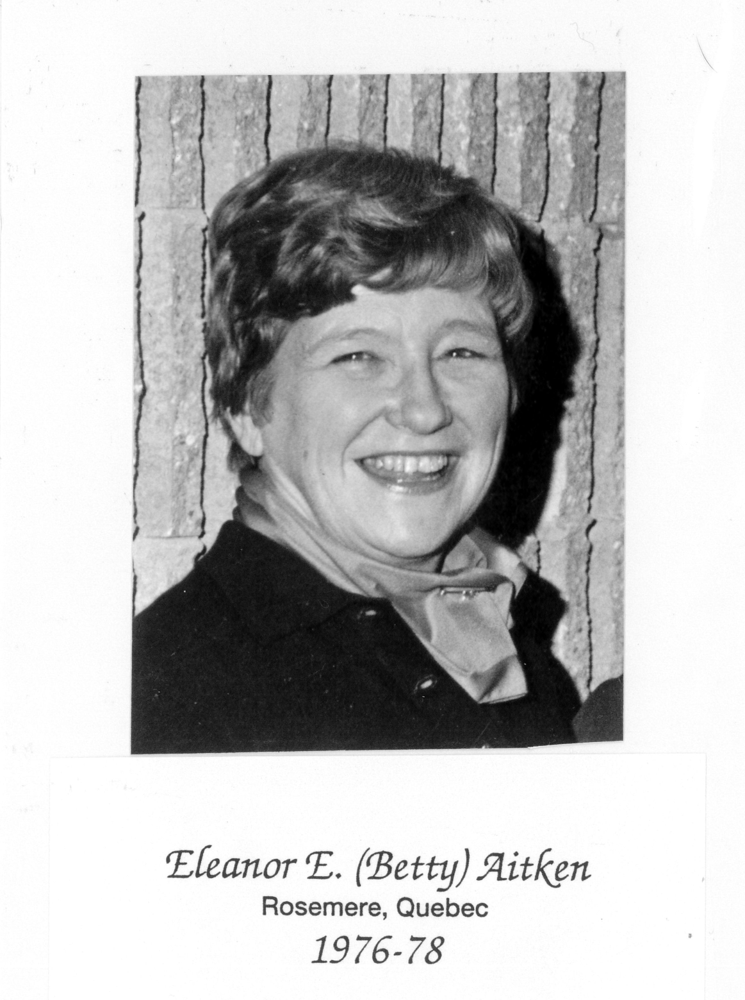 Eleanor E. (Betty) Aitken
Rosemere, Quebec
1976-78